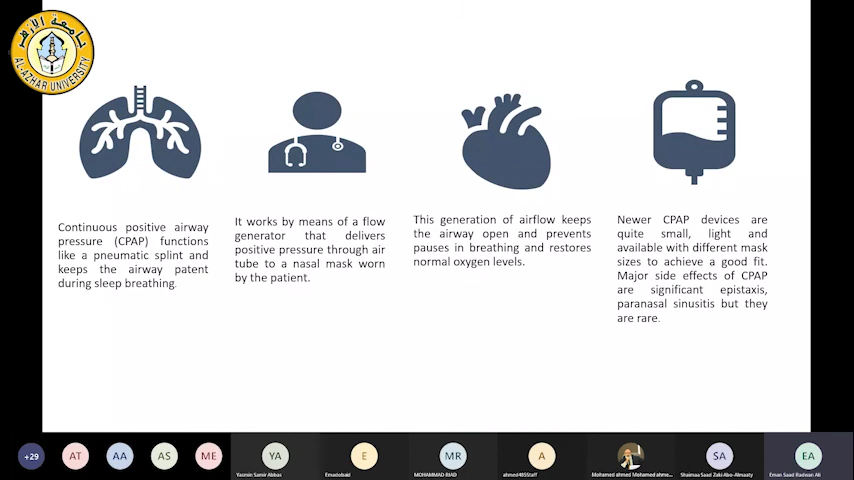 جامعة الأزهر
AL-AZHAR UNIVERSITY
Continuous positive airway
pressure (CPAP) functions
like a pneumatic splint and
keeps the airway patent
during sleep breathing.
It works by means of a flow
generator that delivers
positive pressure through air
tube to a nasal mask worn
by the patient.
This generation of airflow keeps
the airway open and prevents
pauses in breathing and restores
normal oxygen levels.
Newer CPAP devices are
quite small, light and
available with different mask
sizes to achieve a good fit.
Major side effects of CPAP
are significant epistaxis,
paranasal sinusitis but they
are rare.
+29
AT
AA
AS
ME
YA
Yasmin Samir Abbas
E
Emadobaid
MR
MOHAMMAD RIAD
A
ahmed485Staff
Mohamed ahmed Mohamed ahme...
SA
Shaimaa Saad Zaki Abo-Almaaty
EA
Eman Saad Radwan Ali